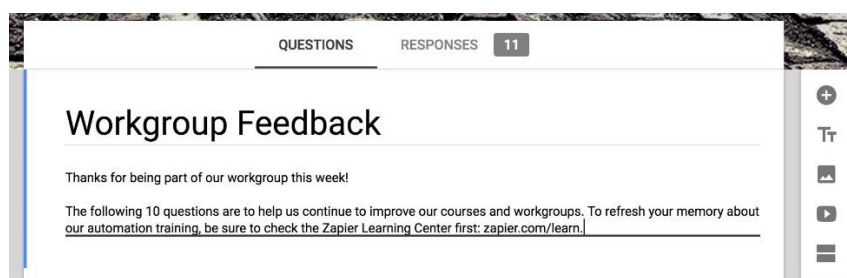 QUESTIONS RESPONSES 11
Workgroup Feedback
Thanks for being part of our workgroup this week!
The following 10 questions are to help us continue to improve our courses and workgroups. To refresh your memory about
our automation training, be sure to check the Zapier Learning Center first: zapier.com/learn.
Tт